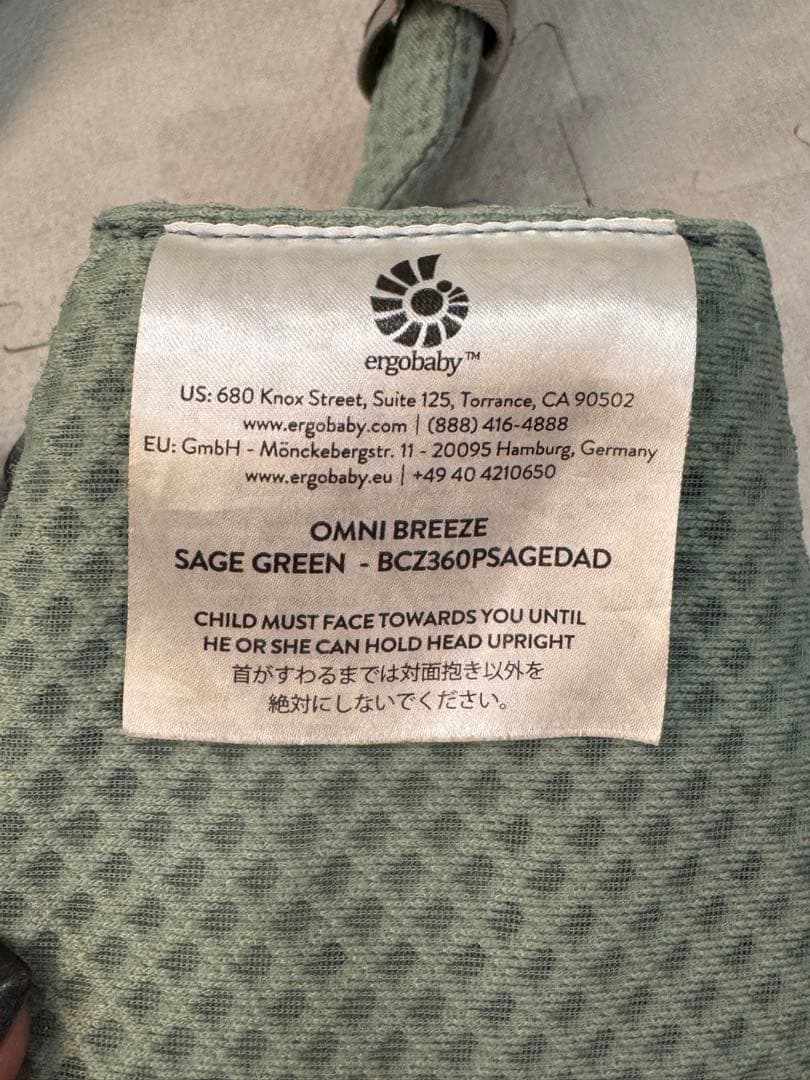 ergobaby™
US: 680 Knox Street, Suite 125, Torrance, CA 90502
www.ergobaby.com | (888) 416-4888
EU: GmbH - Mönckebergstr. 11 - 20095 Hamburg, Germany
www.ergobaby.eu | +49 40 4210650
OMNI BREEZE
SAGE GREEN - BCZ360PSAGEDAD
CHILD MUST FACE TOWARDS YOU UNTIL
HE OR SHE CAN HOLD HEAD UPRIGHT
首がすわるまでは対面抱き以外を
絶対にしないでください。